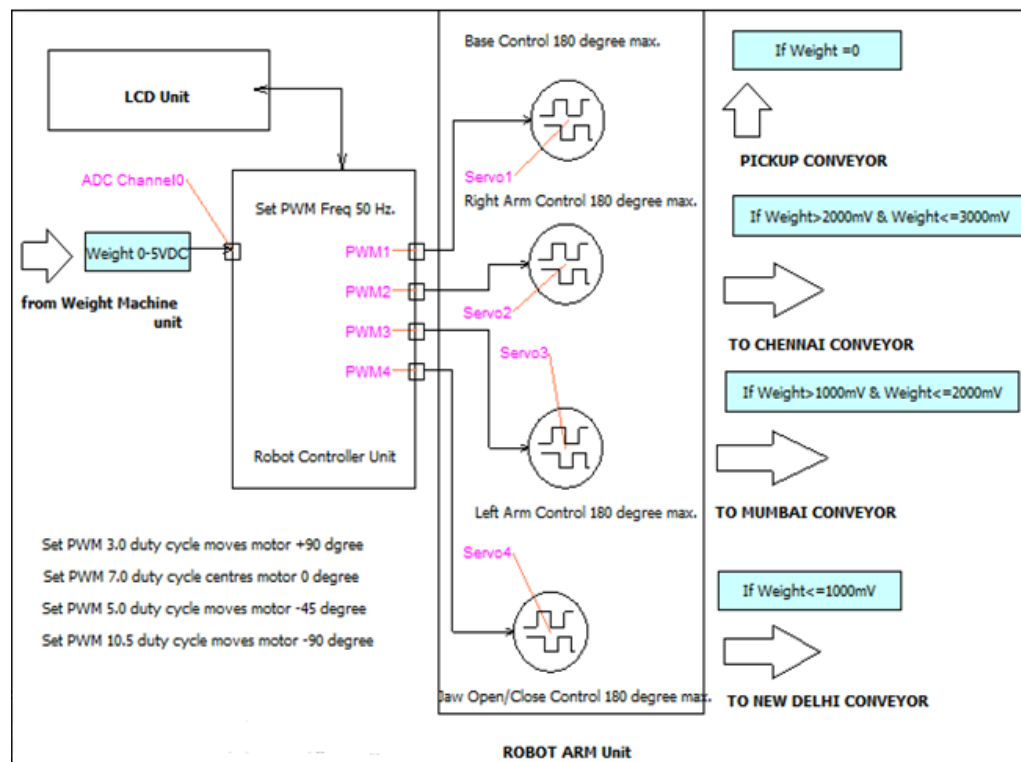 Base Control 180 degree max.
If Weight =0
LCD Unit
PICKUP CONVEYOR
ADC Channel0
Servo1
Set PWM Freq 50 Hz.
Right Arm Control 180 degree max.
If Weight>2000mV & Weight<=3000mV
Weight 0-5VDC
PWM1
from Weight Machine
unit
PWM2
Servo2
PWM3
TO CHENNAI CONVEYOR
Servo3
PWM4
If Weight>1000mV & Weight<=2000mV
Robot Controller Unit
Left Arm Control 180 degree max.
TO MUMBAI CONVEYOR
Set PWM 3.0 duty cycle moves motor +90 dgree
Set PWM 7.0 duty cycle centres motor 0 degree
Set PWM 5.0 duty cycle moves motor -45 degree
Set PWM 10.5 duty cycle moves motor -90 degree
Servo4
If Weight<=1000mV
Jaw Open/Close Control 180 degree max.
TO NEW DELHI CONVEYOR
ROBOT ARM Unit